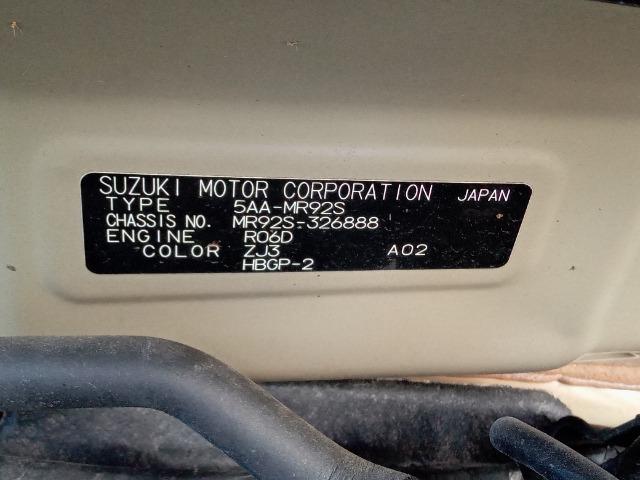 SUZUKI MOTOR CORPORATION JAPAN
TYPE 5AA-MR92S
CHASSIS NO. MR92S-326888
ENGINE R06D
COLOR ZJ3 A02
HBGP-2